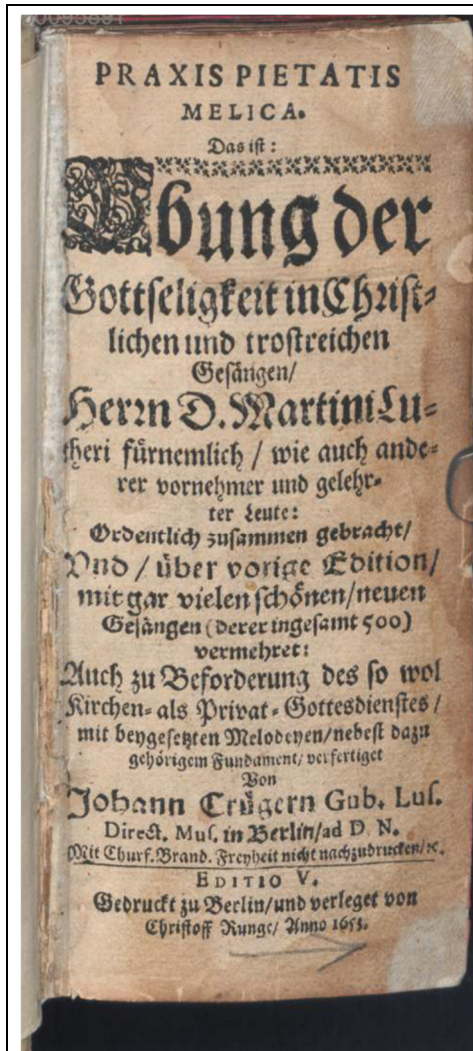 PRAXIS PIETATIS
MELICA.
Das ist:
Übung der
Gottseligkeit in Christ-
lichen und trostreichen
Gesängen/
Herrn D. Martini Lu-
theri fürnemlich / wie auch ande-
rer vornehmer und gelehr-
ter Leute:
Ordentlich zusammen gebracht/
Vnd / über vorige Edition/
mit gar vielen schönen/neuen
Gesängen (derer ingesamt 500)
vermehret:
Auch zu Beforderung des so wol
Kirchen- als Privat-Gottesdienstes /
mit beygesetzten Melodeyen/nebest dazu
gehörigem Fundament/ verfertiget
Von
Johann Crügern Gub. Lus.
Direct. Mus. in Berlin/ad D. N.
Mit Churf. Brand. Freyheit nicht nachzudrucken/ꝛc.
EDITIO V.
Gedruckt zu Berlin/und verleget von
Christoff Runge/ Anno 1653.